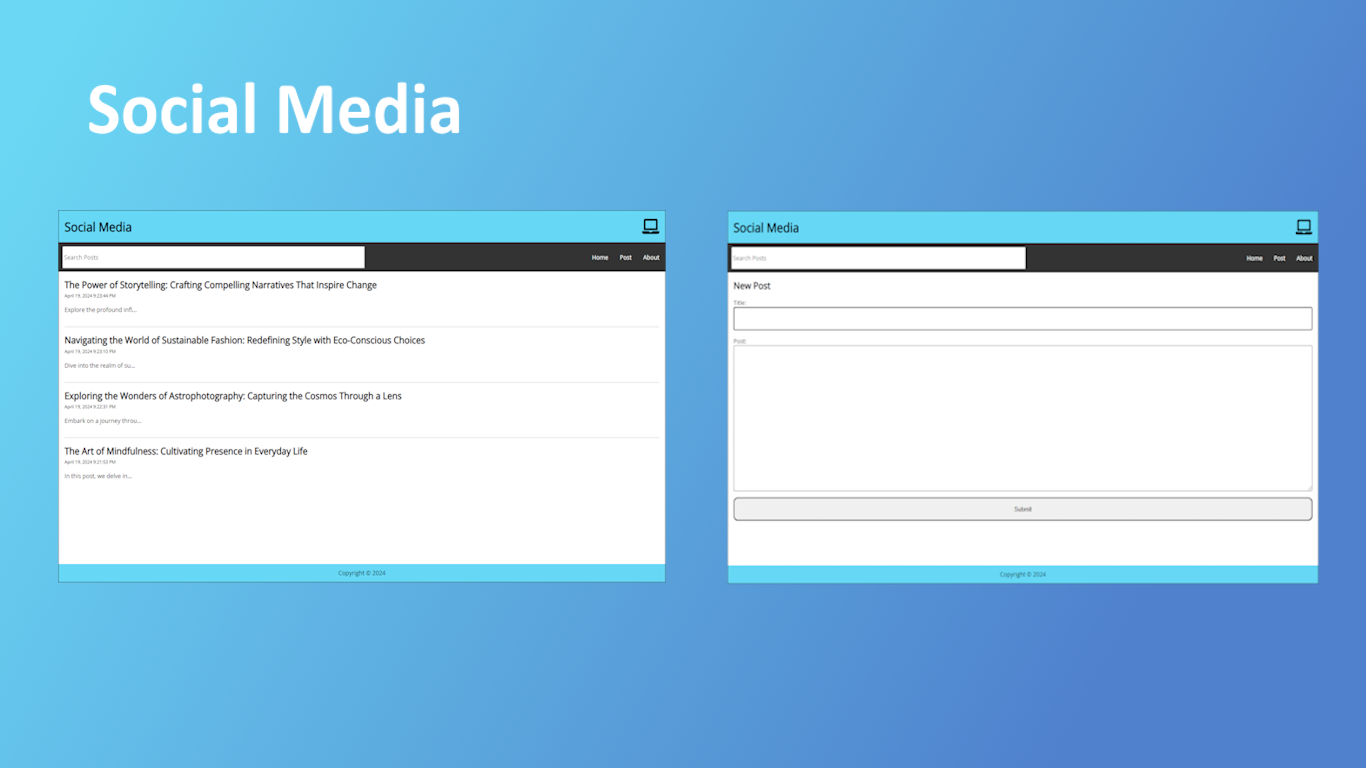 Social Media
Social Media
Search Posts
Home Post About
The Power of Storytelling: Crafting Compelling Narratives That Inspire Change
April 19, 2024 9:23:44 PM
Explore the profound infl...
Navigating the World of Sustainable Fashion: Redefining Style with Eco-Conscious Choices
April 19, 2024 9:23:10 PM
Dive into the realm of su...
Exploring the Wonders of Astrophotography: Capturing the Cosmos Through a Lens
April 19, 2024 9:22:31 PM
Embark on a journey throu...
The Art of Mindfulness: Cultivating Presence in Everyday Life
April 19, 2024 9:21:53 PM
In this post, we delve in...
Copyright © 2024
Social Media
Search Posts
Home Post About
New Post
Title:
Post:
Submit
Copyright © 2024